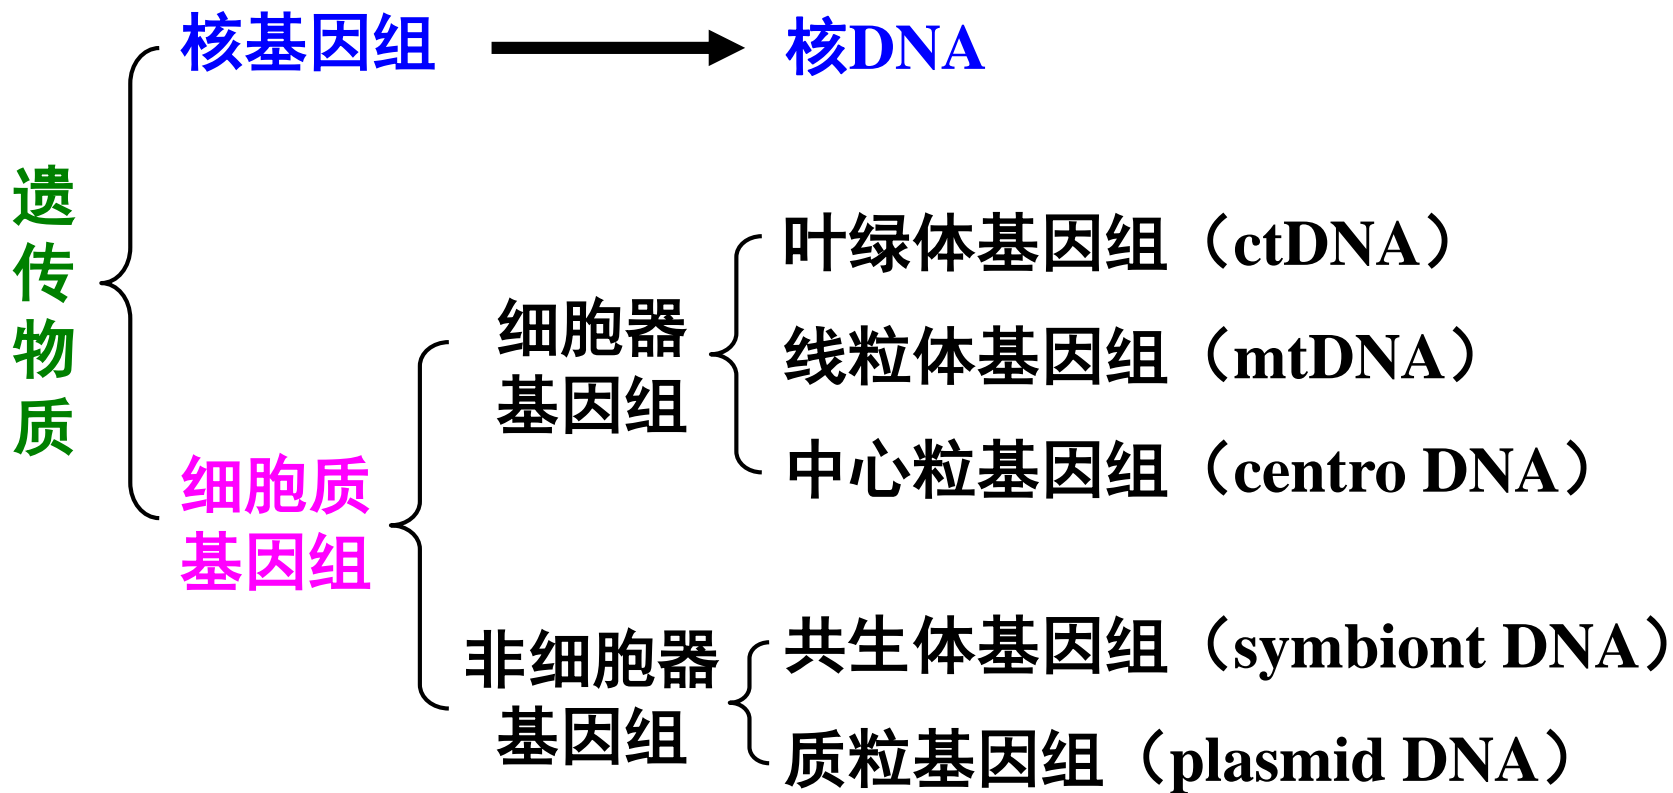 核基因组
核DNA
遗
传
物
质
细胞质
基因组
细胞器
基因组
叶绿体基因组（ctDNA）
线粒体基因组（mtDNA）
中心粒基因组（centro DNA）
非细胞器
基因组
共生体基因组（symbiont DNA）
质粒基因组（plasmid DNA）